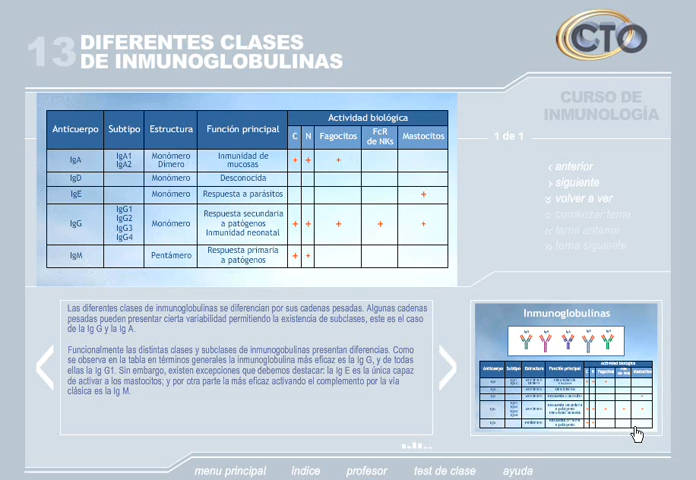 13 DIFERENTES CLASES
DE INMUNOGLOBULINAS
CTO
CURSO DE
INMUNOLOGÍA
1 de 1
anterior
siguiente
volver a ver
comenzar tema
tema anterior
tema siguiente
Anticuerpo Subtipo Estructura Función principal Actividad biológica
C N Fagocitos FcR de NKs Mastocitos
IgA IgA1 IgA2 Monómero Dímero Inmunidad de mucosas + + +
IgD Monómero Desconocida
IgE Monómero Respuesta a parásitos +
IgG IgG1 IgG2 IgG3 IgG4 Monómero Respuesta secundaria a patógenos Inmunidad neonatal + + + + +
IgM Pentámero Respuesta primaria a patógenos + +
Las diferentes clases de inmunoglobulinas se diferencian por sus cadenas pesadas. Algunas cadenas
pesadas pueden presentar cierta variabilidad permitiendo la existencia de subclases, este es el caso
de la Ig G y la Ig A.
Funcionalmente las distintas clases y subclases de inmunogobulinas presentan diferencias. Como
se observa en la tabla en términos generales la inmunoglobulina más eficaz es la Ig G, y de todas
ellas la Ig G1. Sin embargo, existen excepciones que debemos destacar: la Ig E es la única capaz
de activar a los mastocitos; y por otra parte la más eficaz activando el complemento por la vía
clásica es la Ig M.
Inmunoglobulinas
Actividad biológica
Anticuerpo Subtipo Estructura Función principal
menu principal índice profesor test de clase ayuda